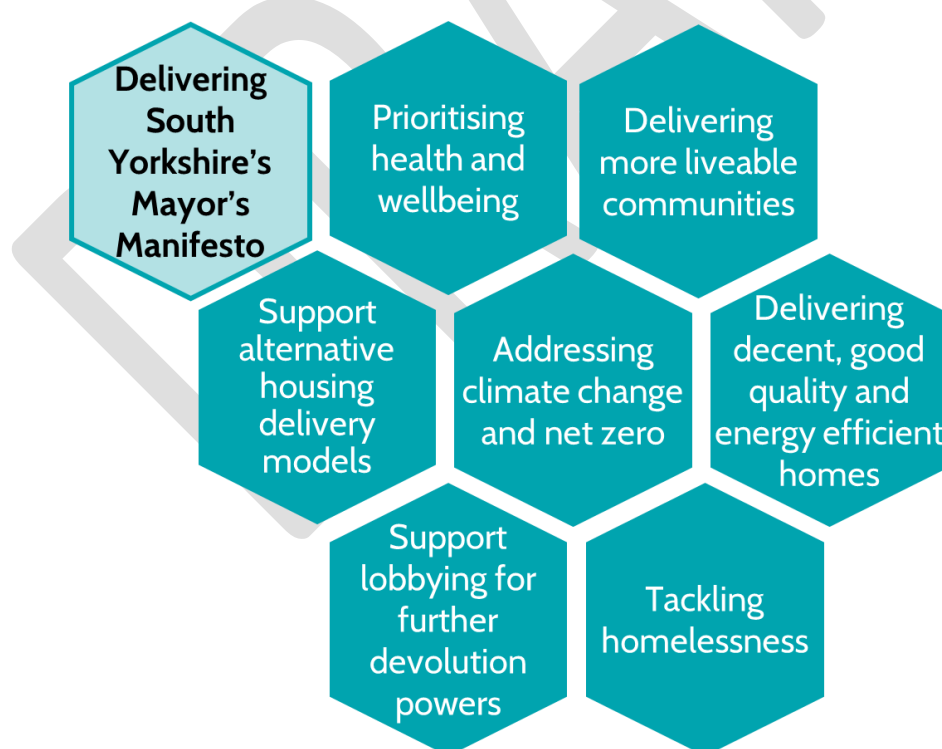 Delivering
South
Yorkshire's
Mayor's
Manifesto
Prioritising
health and
wellbeing
Delivering
more liveable
communities
Support
alternative
housing
delivery
models
Addressing
climate change
and net zero
Delivering
decent, good
quality and
energy efficient
homes
Support
lobbying for
further
devolution
powers
Tackling
homelessness